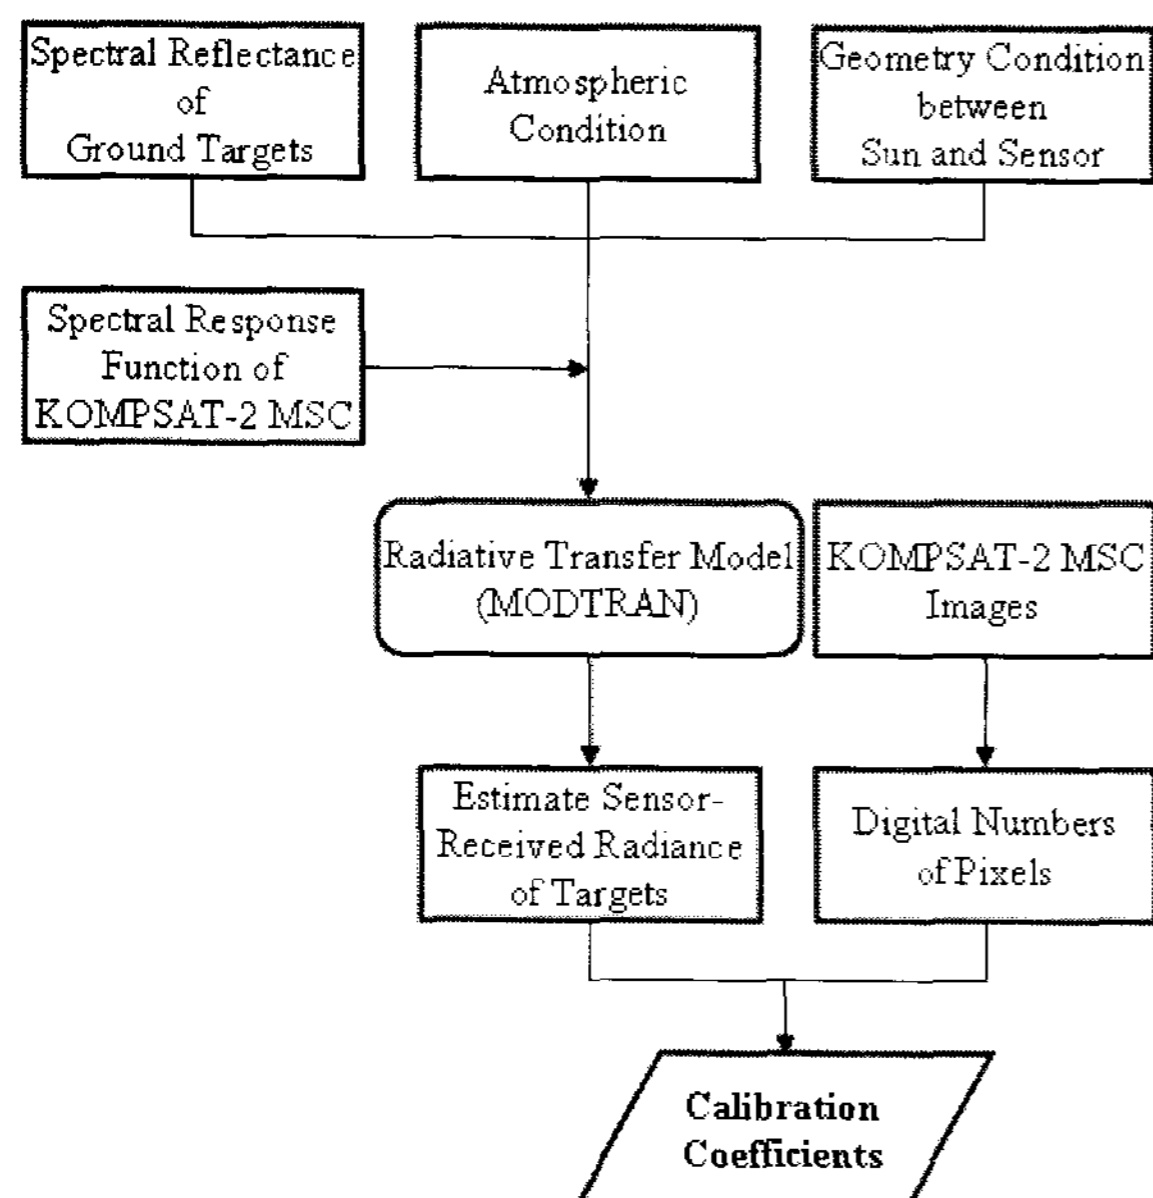 Spectral Reflectance
of
Ground Targets
Atmospheric
Condition
Geometry Condition
between
Sun and Sensor
Spectral Response
Function of
KOMPSAT-2 MSC
Radiative Transfer Model
(MODTRAN)
KOMPSAT-2 MSC
Images
Estimate Sensor-
Received Radiance
of Targets
Digital Numbers
of Pixels
Calibration
Coefficients